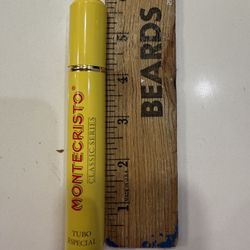 MONTECRISTO®
CLASSIC SERIES
TUBO
ESPECIAL
BEARDS
5
4
3
2
1